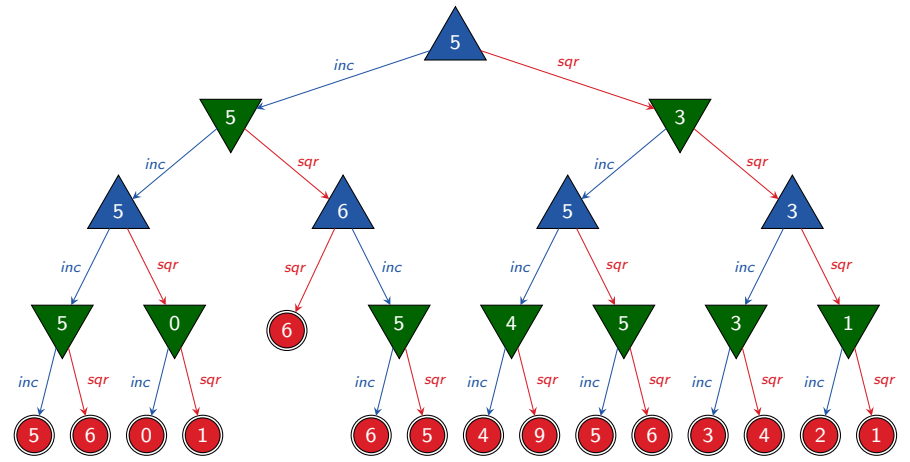 5
inc sqr
5 3
inc sqr inc sqr
5 6 5 3
inc sqr sqr inc inc sqr inc sqr
5 0 6 5 4 5 3 1
inc sqr inc sqr inc sqr inc sqr inc sqr inc sqr inc sqr
5 6 0 1 6 5 4 9 5 6 3 4 2 1